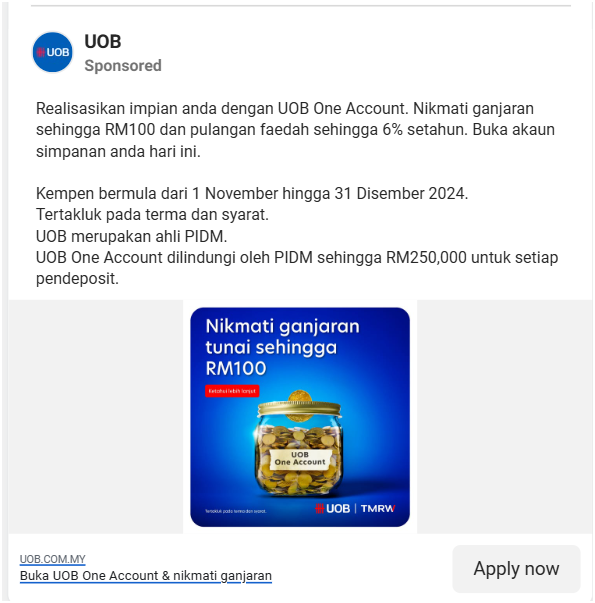 UOB
UOB
Sponsored
Realisasikan impian anda dengan UOB One Account. Nikmati ganjaran
sehingga RM100 dan pulangan faedah sehingga 6% setahun. Buka akaun
simpanan anda hari ini.
Kempen bermula dari 1 November hingga 31 Disember 2024.
Tertakluk pada terma dan syarat.
UOB merupakan ahli PIDM.
UOB One Account dilindungi oleh PIDM sehingga RM250,000 untuk setiap
pendeposit.
Nikmati ganjaran
tunai sehingga
RM100
Ketahui lebih lanjut
UOB
One Account
Tertakluk pada terma dan syarat.
UOB | TMRW
UOB.COM.MY
Buka UOB One Account & nikmati ganjaran
Apply now